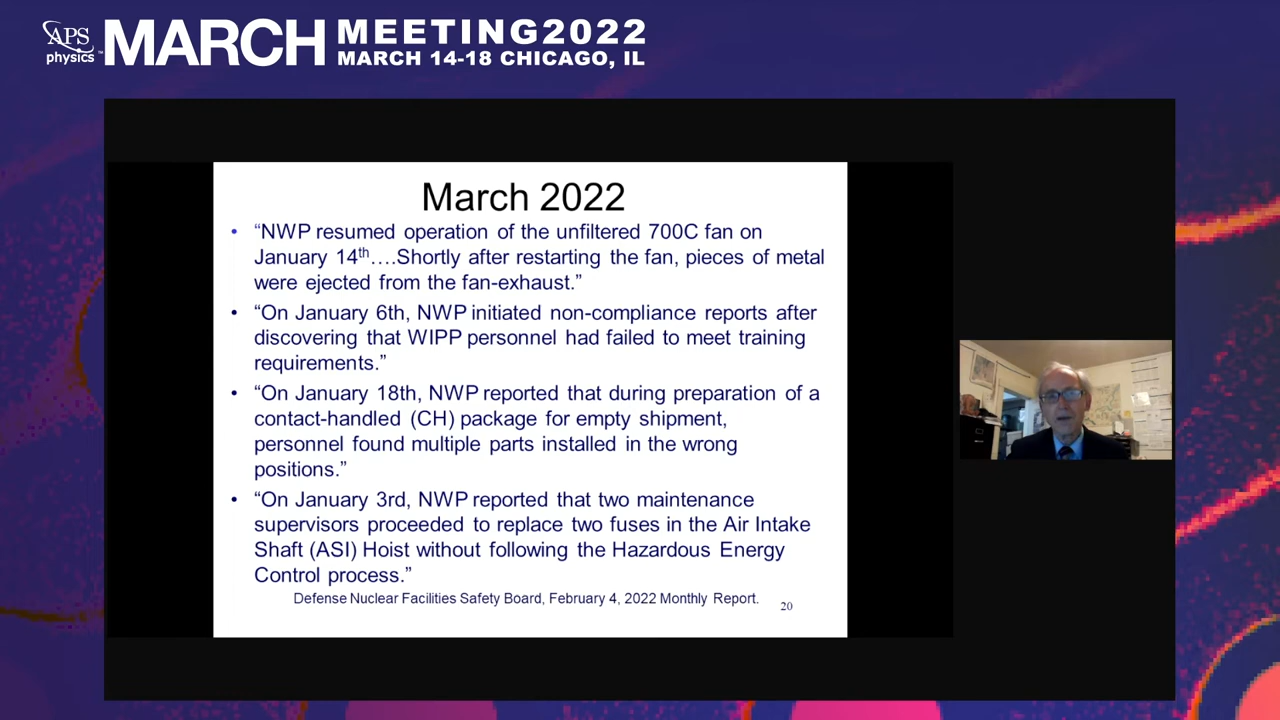 APS
physics
MARCH
MEETING2022
MARCH 14-18 CHICAGO, IL
March 2022
• “NWP resumed operation of the unfiltered 700C fan on
January 14th….Shortly after restarting the fan, pieces of metal
were ejected from the fan-exhaust.”
• “On January 6th, NWP initiated non-compliance reports after
discovering that WIPP personnel had failed to meet training
requirements.”
• “On January 18th, NWP reported that during preparation of a
contact-handled (CH) package for empty shipment,
personnel found multiple parts installed in the wrong
positions.”
• “On January 3rd, NWP reported that two maintenance
supervisors proceeded to replace two fuses in the Air Intake
Shaft (ASI) Hoist without following the Hazardous Energy
Control process.”
Defense Nuclear Facilities Safety Board, February 4, 2022 Monthly Report.
20